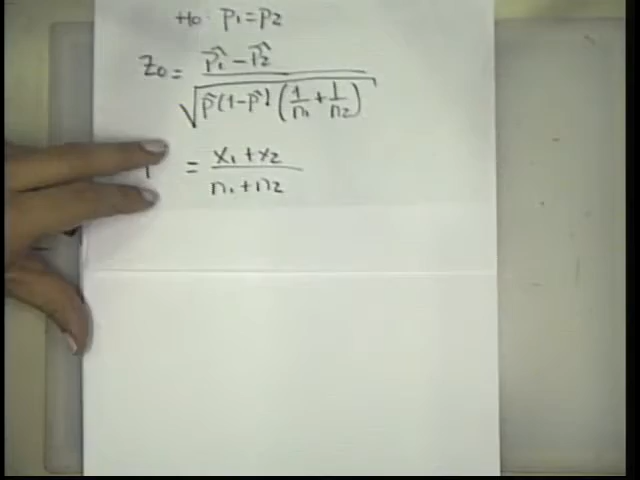 Ho: P1=P2
Z0 = (p̂1 − p̂2) / √(p̂(1−p̂)(1/n1 + 1/n2))
= (x1+x2) / (n1+n2)